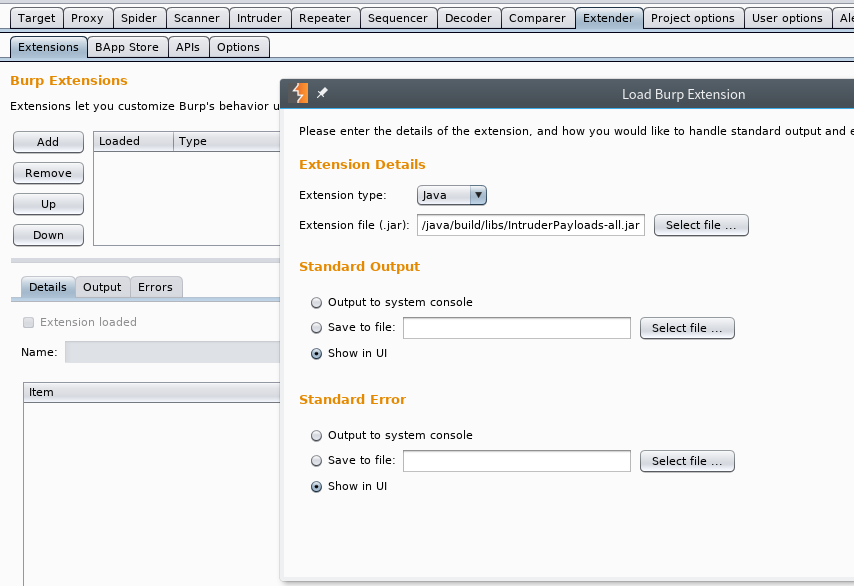 Target Proxy Spider Scanner Intruder Repeater Sequencer Decoder Comparer Extender Project options User options
Extensions BApp Store APIs Options
Burp Extensions
Extensions let you customize Burp's behavior
Add
Remove
Up
Down
Loaded Type
Details Output Errors
Extension loaded
Name:
Item
Load Burp Extension
Please enter the details of the extension, and how you would like to handle standard output and
Extension Details
Extension type: Java
Extension file (.jar): /java/build/libs/IntruderPayloads-all.jar Select file ...
Standard Output
Output to system console
Save to file: Select file ...
Show in UI
Standard Error
Output to system console
Save to file: Select file ...
Show in UI